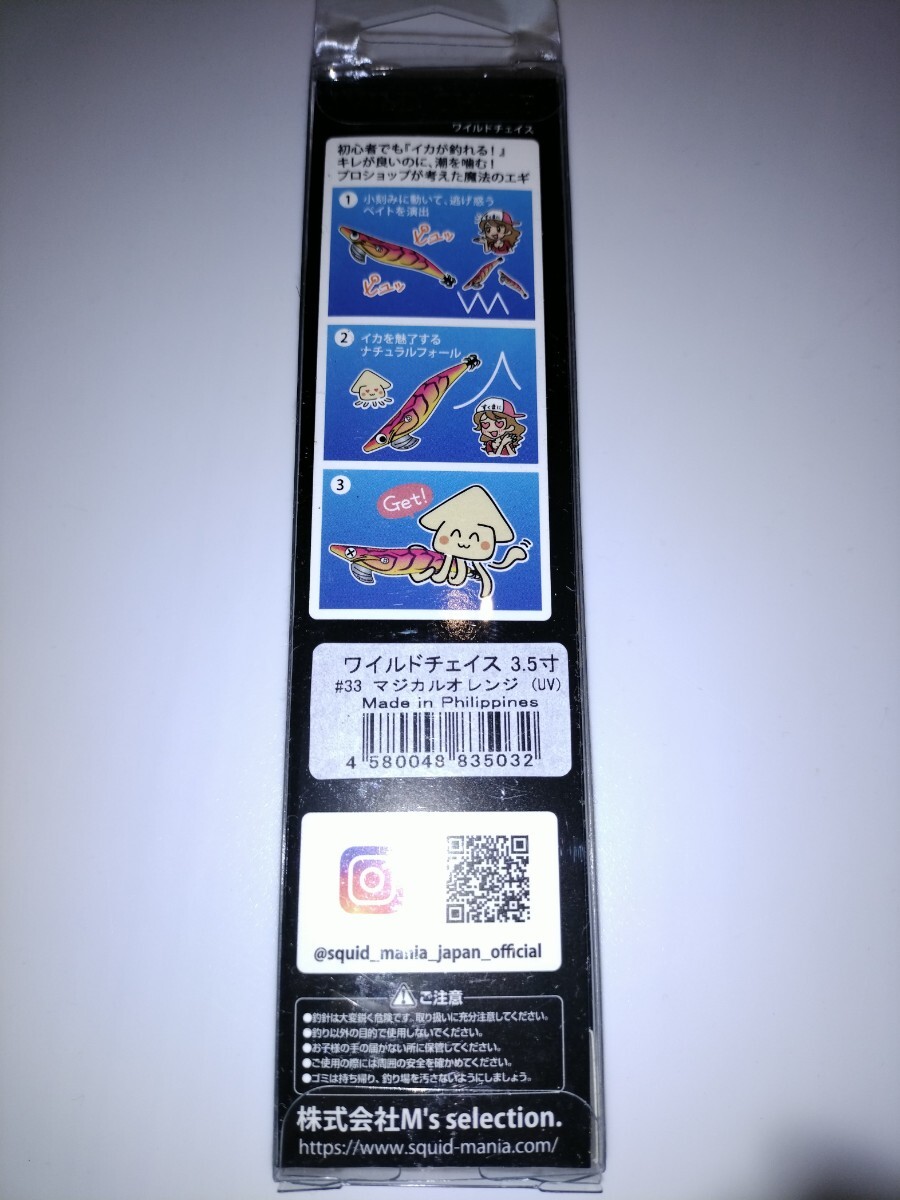 ワイルドチェイス
初心者でも『イカが釣れる!』
キレが良いのに、潮を噛む!
プロショップが考えた魔法のエギ
1 小刻みに動いて、逃げ惑う
ベイトを演出
ピュッ
ピュッ
2 イカを魅了する
ナチュラルフォール
すくまに
3
Get!
ワイルドチェイス 3.5寸
#33 マジカルオレンジ (UV)
Made in Philippines
4 580048 835032
@squid_mania_japan_official
ご注意
●釣針は大変鋭く危険です。取り扱いに充分注意してください。
●釣り以外の目的で使用しないでください。
●お子様の手の届かない所に保管してください。
●ご使用の際には周囲の安全を確かめてください。
●ゴミは持ち帰り、釣り場を汚さないようにしましょう。
株式会社M's selection.
https://www.squid-mania.com/